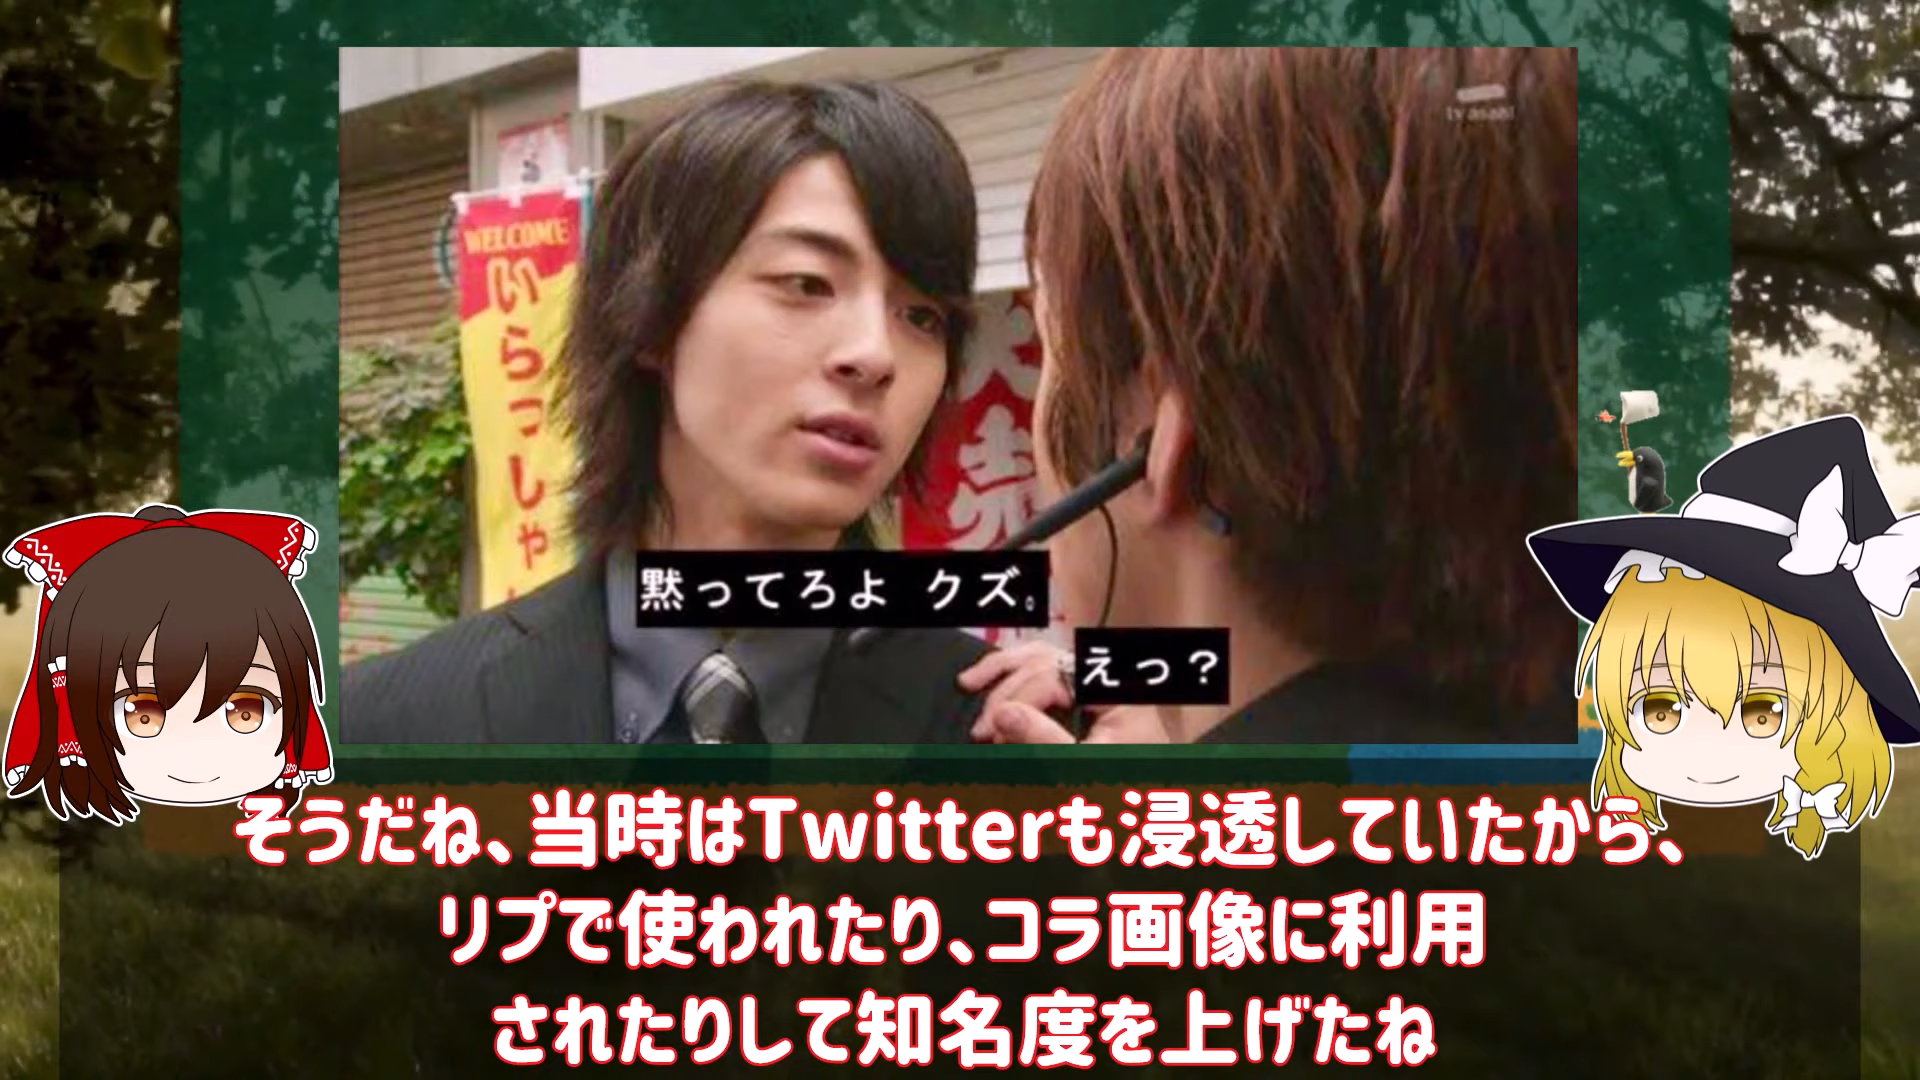 tv asahi
WELCOME
いらっしゃ
売
黙ってろよ クズ。
えっ？
そうだね、当時はTwitterも浸透していたから、
リプで使われたり、コラ画像に利用
されたりして知名度を上げたね